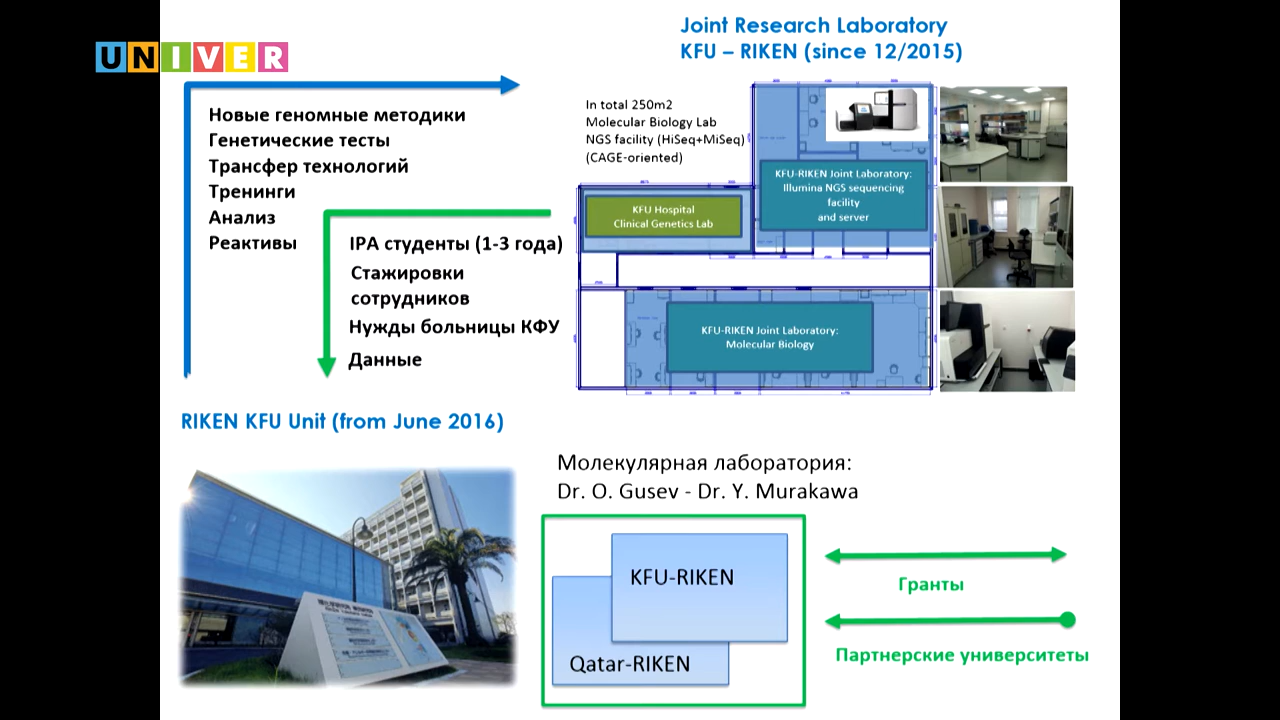 UNIVER
Joint Research Laboratory
KFU – RIKEN (since 12/2015)
Новые геномные методики
Генетические тесты
Трансфер технологий
Тренинги
Анализ
Реактивы
IPA студенты (1-3 года)
Стажировки
сотрудников
Нужды больницы КФУ
Данные
In total 250m2
Molecular Biology Lab
NGS facility (HiSeq+MiSeq)
(CAGE-oriented)
KFU-RIKEN Joint Laboratory:
Illumina NGS sequencing
facility
and server
KFU Hospital
Clinical Genetics Lab
KFU-RIKEN Joint Laboratory:
Molecular Biology
RIKEN KFU Unit (from June 2016)
Молекулярная лаборатория:
Dr. O. Gusev - Dr. Y. Murakawa
KFU-RIKEN
Qatar-RIKEN
Гранты
Партнерские университеты